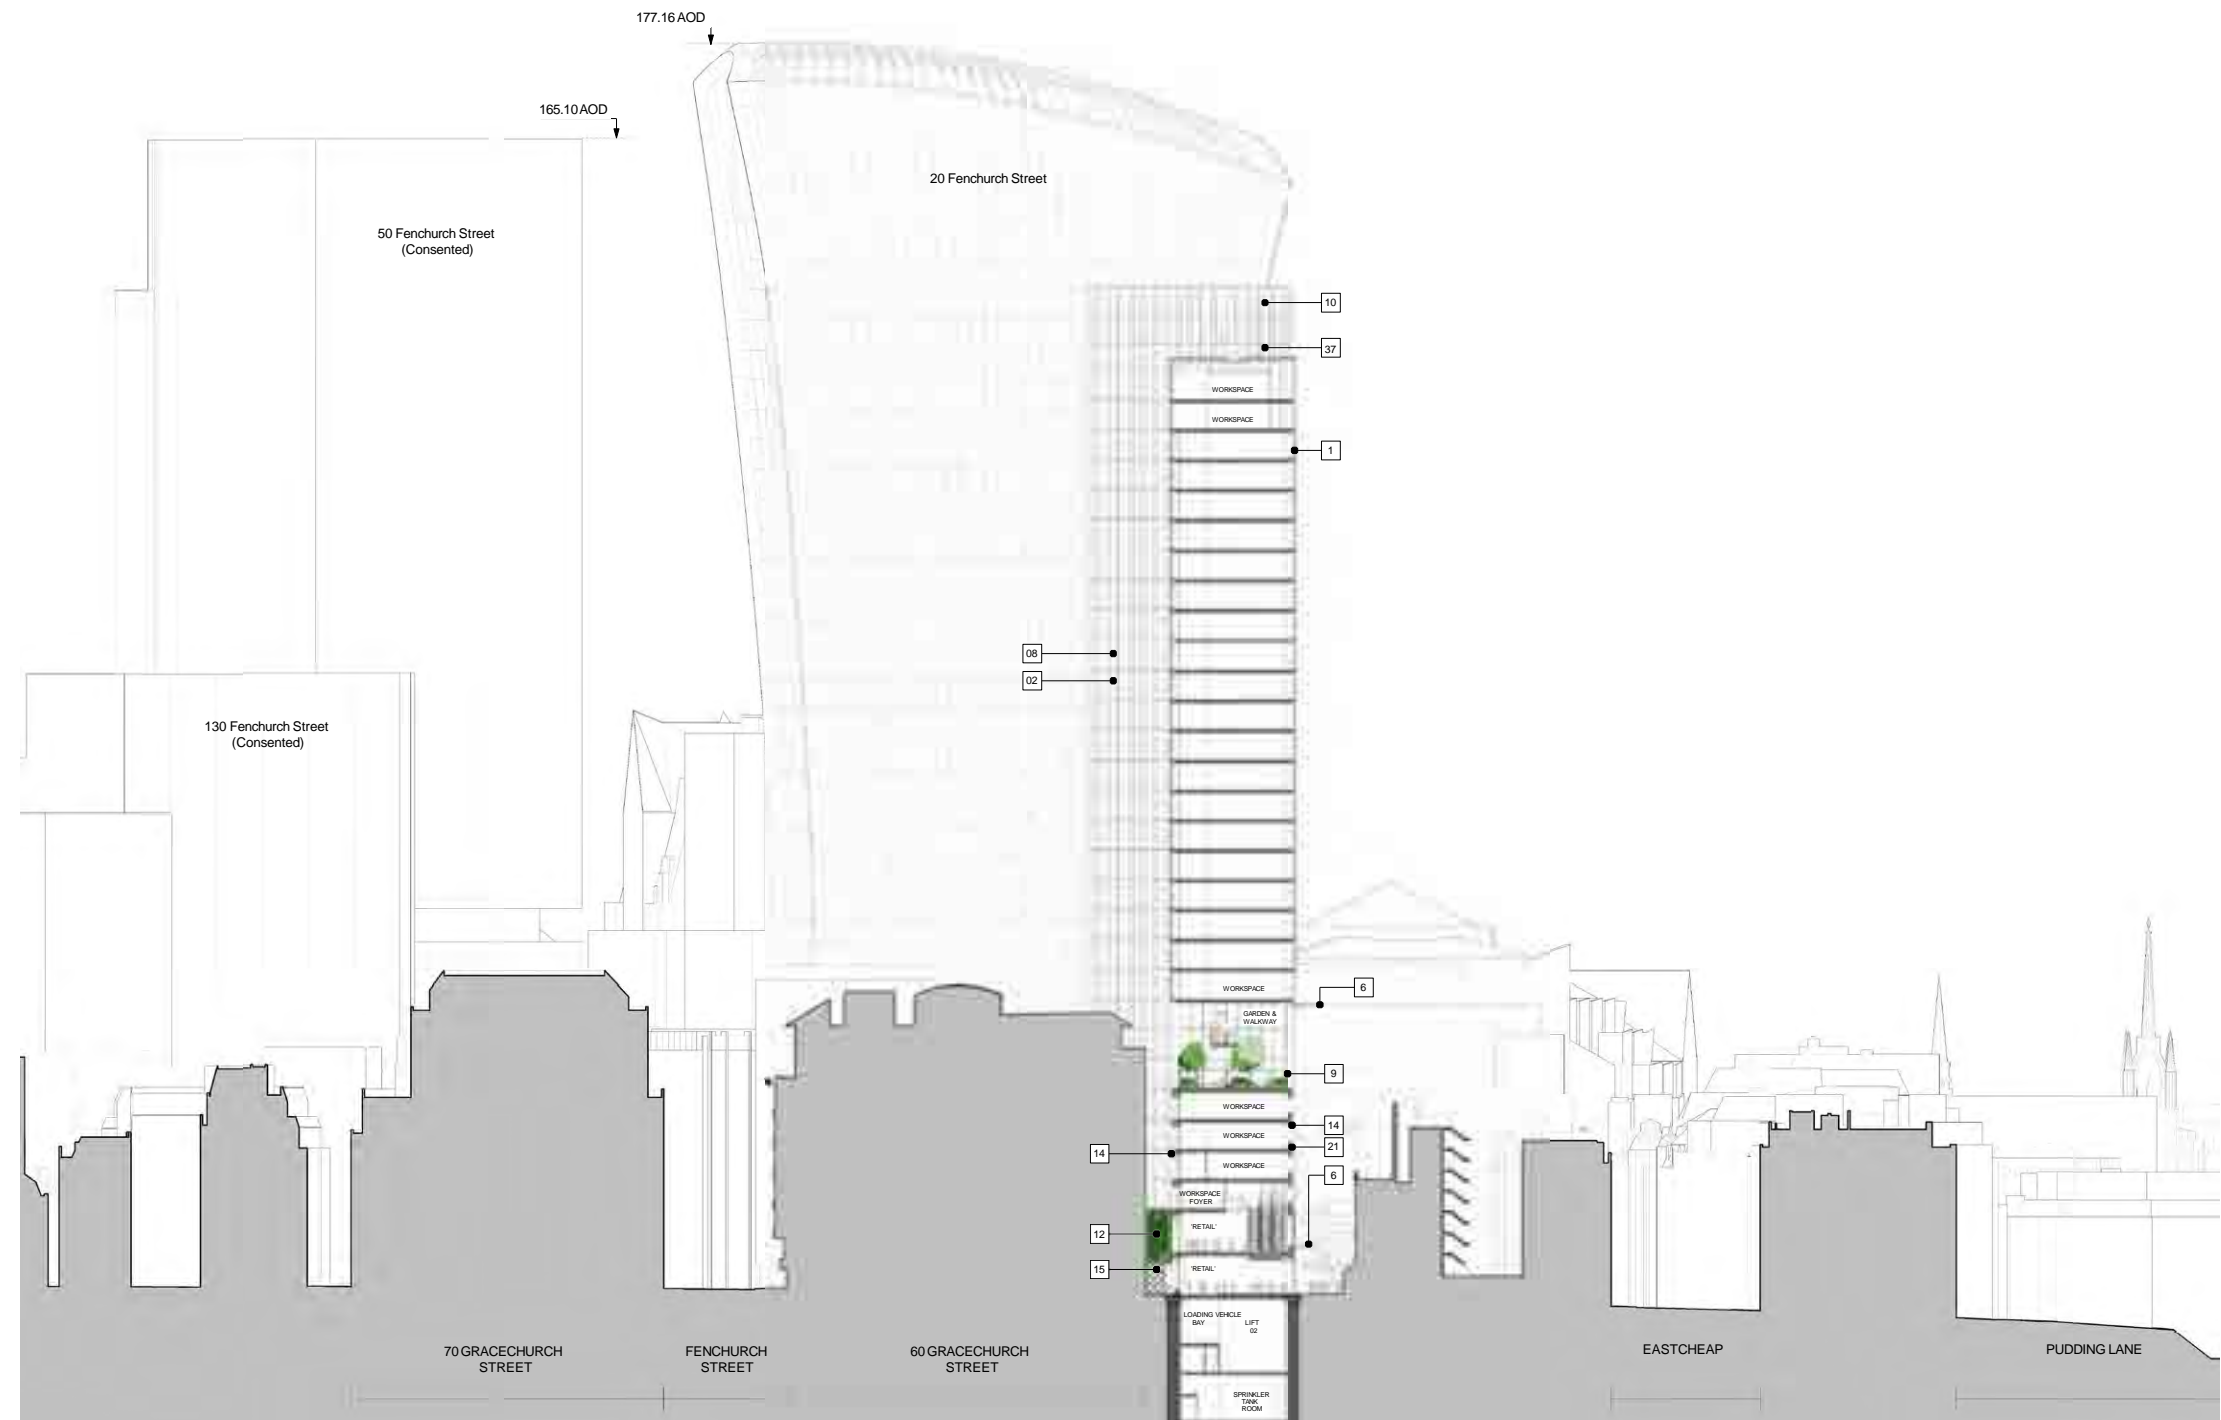 177.16 AOD
165.10 AOD
20 Fenchurch Street
50 Fenchurch Street
(Consented)
10
37
WORKSPACE
WORKSPACE
1
08
02
130 Fenchurch Street
(Consented)
WORKSPACE
6
GARDEN &
WALKWAY
9
WORKSPACE
14
WORKSPACE
21
14
WORKSPACE
6
WORKSPACE
FOYER
12
'RETAIL'
15
'RETAIL'
LOADING VEHICLE
BAY
LIFT
02
70 GRACECHURCH
STREET
FENCHURCH
STREET
60 GRACECHURCH
STREET
EASTCHEAP
PUDDING LANE
SPRINKLER
TANK
ROOM